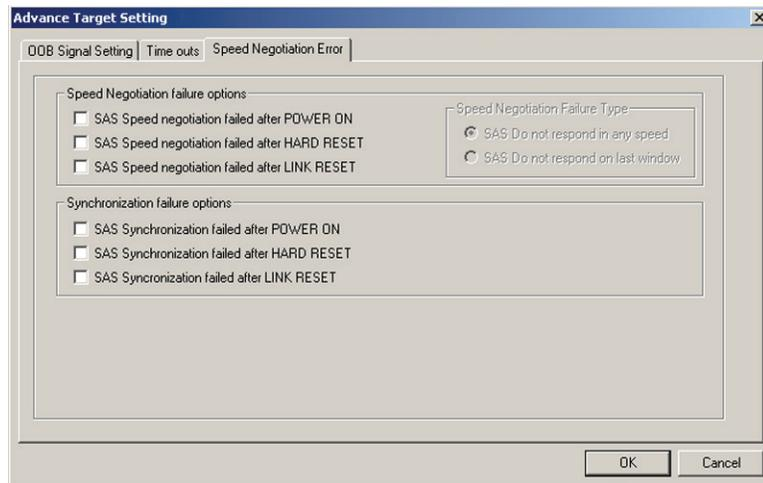 Advance Target Setting
OOB Signal Setting Time outs Speed Negotiation Error
Speed Negotiation failure options
SAS Speed negotiation failed after POWER ON
SAS Speed negotiation failed after HARD RESET
SAS Speed negotiation failed after LINK RESET
Speed Negotiation Failure Type
SAS Do not respond in any speed
SAS Do not respond on last window
Synchronization failure options
SAS Synchronization failed after POWER ON
SAS Syncronization failed after HARD RESET
SAS Syncronization failed after LINK RESET
OK Cancel